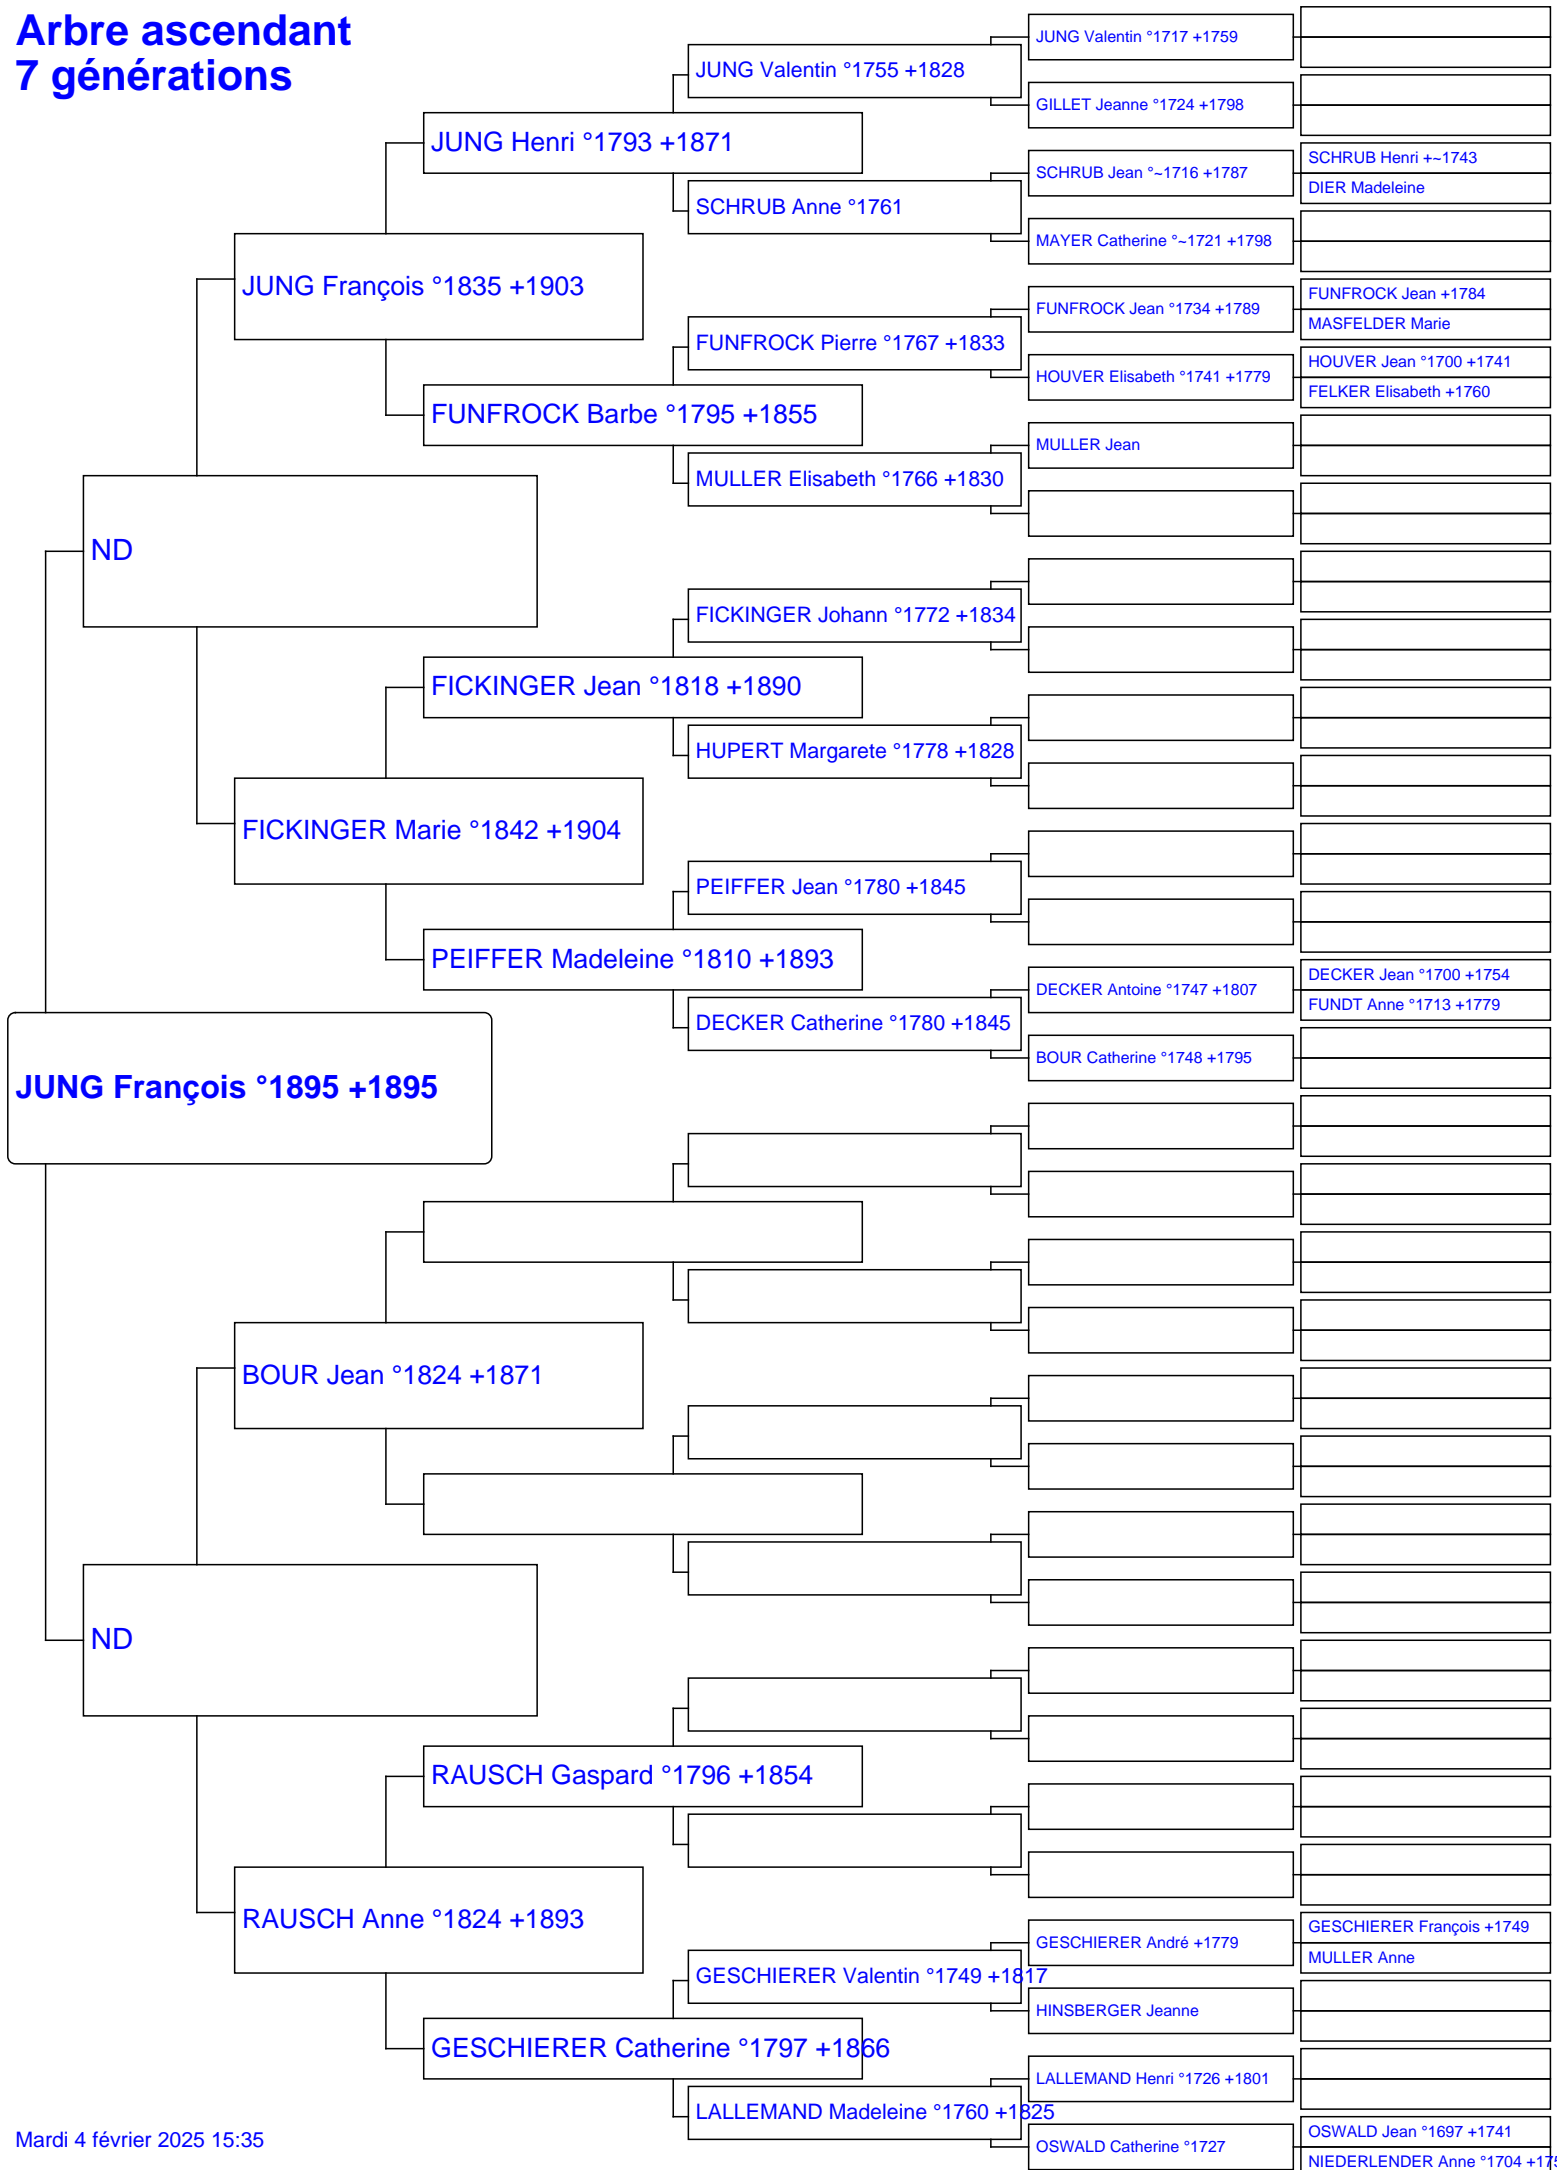 Arbre ascendant
7 générations
JUNG François °1895 +1895
ND
ND
JUNG François °1835 +1903
FICKINGER Marie °1842 +1904
BOUR Jean °1824 +1871
RAUSCH Anne °1824 +1893
JUNG Henri °1793 +1871
FUNFROCK Barbe °1795 +1855
FICKINGER Jean °1818 +1890
PEIFFER Madeleine °1810 +1893
RAUSCH Gaspard °1796 +1854
GESCHIERER Catherine °1797 +1866
JUNG Valentin °1755 +1828
SCHRUB Anne °1761
FUNFROCK Pierre °1767 +1833
MULLER Elisabeth °1766 +1830
FICKINGER Johann °1772 +1834
HUPERT Margarete °1778 +1828
PEIFFER Jean °1780 +1845
DECKER Catherine °1780 +1845
GESCHIERER Valentin °1749 +1817
LALLEMAND Madeleine °1760 +1825
JUNG Valentin °1717 +1759
GILLET Jeanne °1724 +1798
SCHRUB Jean °~1716 +1787
MAYER Catherine °~1721 +1798
FUNFROCK Jean °1734 +1789
HOUVER Elisabeth °1741 +1779
MULLER Jean
DECKER Antoine °1747 +1807
BOUR Catherine °1748 +1795
GESCHIERER André +1779
HINSBERGER Jeanne
LALLEMAND Henri °1726 +1801
OSWALD Catherine °1727
SCHRUB Henri +~1743
DIER Madeleine
FUNFROCK Jean +1784
MASFELDER Marie
HOUVER Jean °1700 +1741
FELKER Elisabeth +1760
DECKER Jean °1700 +1754
FUNDT Anne °1713 +1779
GESCHIERER François +1749
MULLER Anne
OSWALD Jean °1697 +1741
NIEDERLENDER Anne °1704
Mardi 4 février 2025 15:35